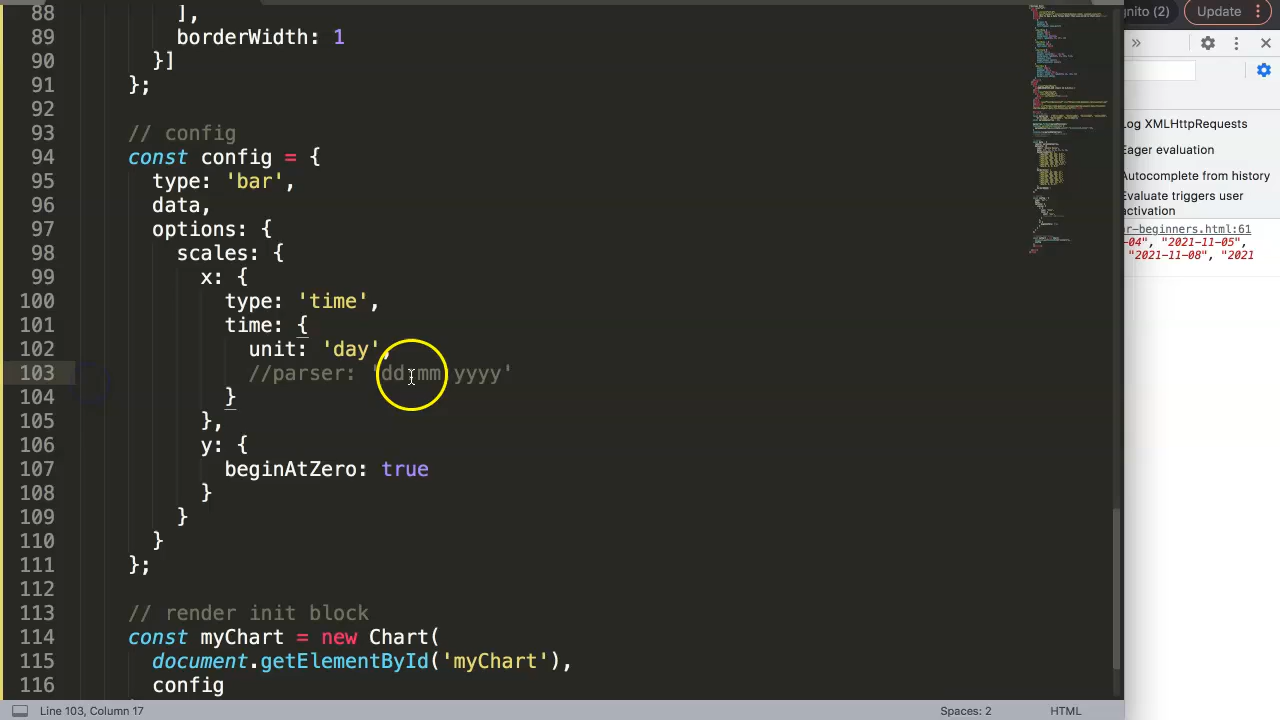 88 ],
89 borderWidth: 1
90 }]
91 };
92
93 // config
94 const config = {
95 type: 'bar',
96 data,
97 options: {
98 scales: {
99 x: {
100 type: 'time',
101 time: {
102 unit: 'day',
103 //parser: 'dd mm yyyy'
104 }
105 },
106 y: {
107 beginAtZero: true
108 }
109 }
110 }
111 };
112
113 // render init block
114 const myChart = new Chart(
115 document.getElementById('myChart'),
116 config
Line 103, Column 17
Spaces: 2
HTML
(2)
Update
»
Log XMLHttpRequests
Eager evaluation
Autocomplete from history
Evaluate triggers user
activation
r-beginners.html:61
-04", "2021-11-05",
"2021-11-08", "2021